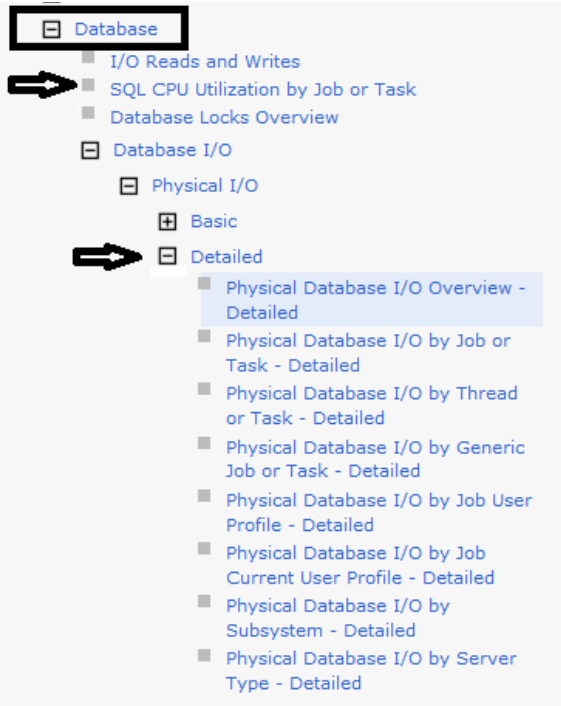 Database
I/O Reads and Writes
SQL CPU Utilization by Job or Task
Database Locks Overview
Database I/O
Physical I/O
Basic
Detailed
Physical Database I/O Overview -
Detailed
Physical Database I/O by Job or
Task - Detailed
Physical Database I/O by Thread
or Task - Detailed
Physical Database I/O by Generic
Job or Task - Detailed
Physical Database I/O by Job User
Profile - Detailed
Physical Database I/O by Job
Current User Profile - Detailed
Physical Database I/O by
Subsystem - Detailed
Physical Database I/O by Server
Type - Detailed